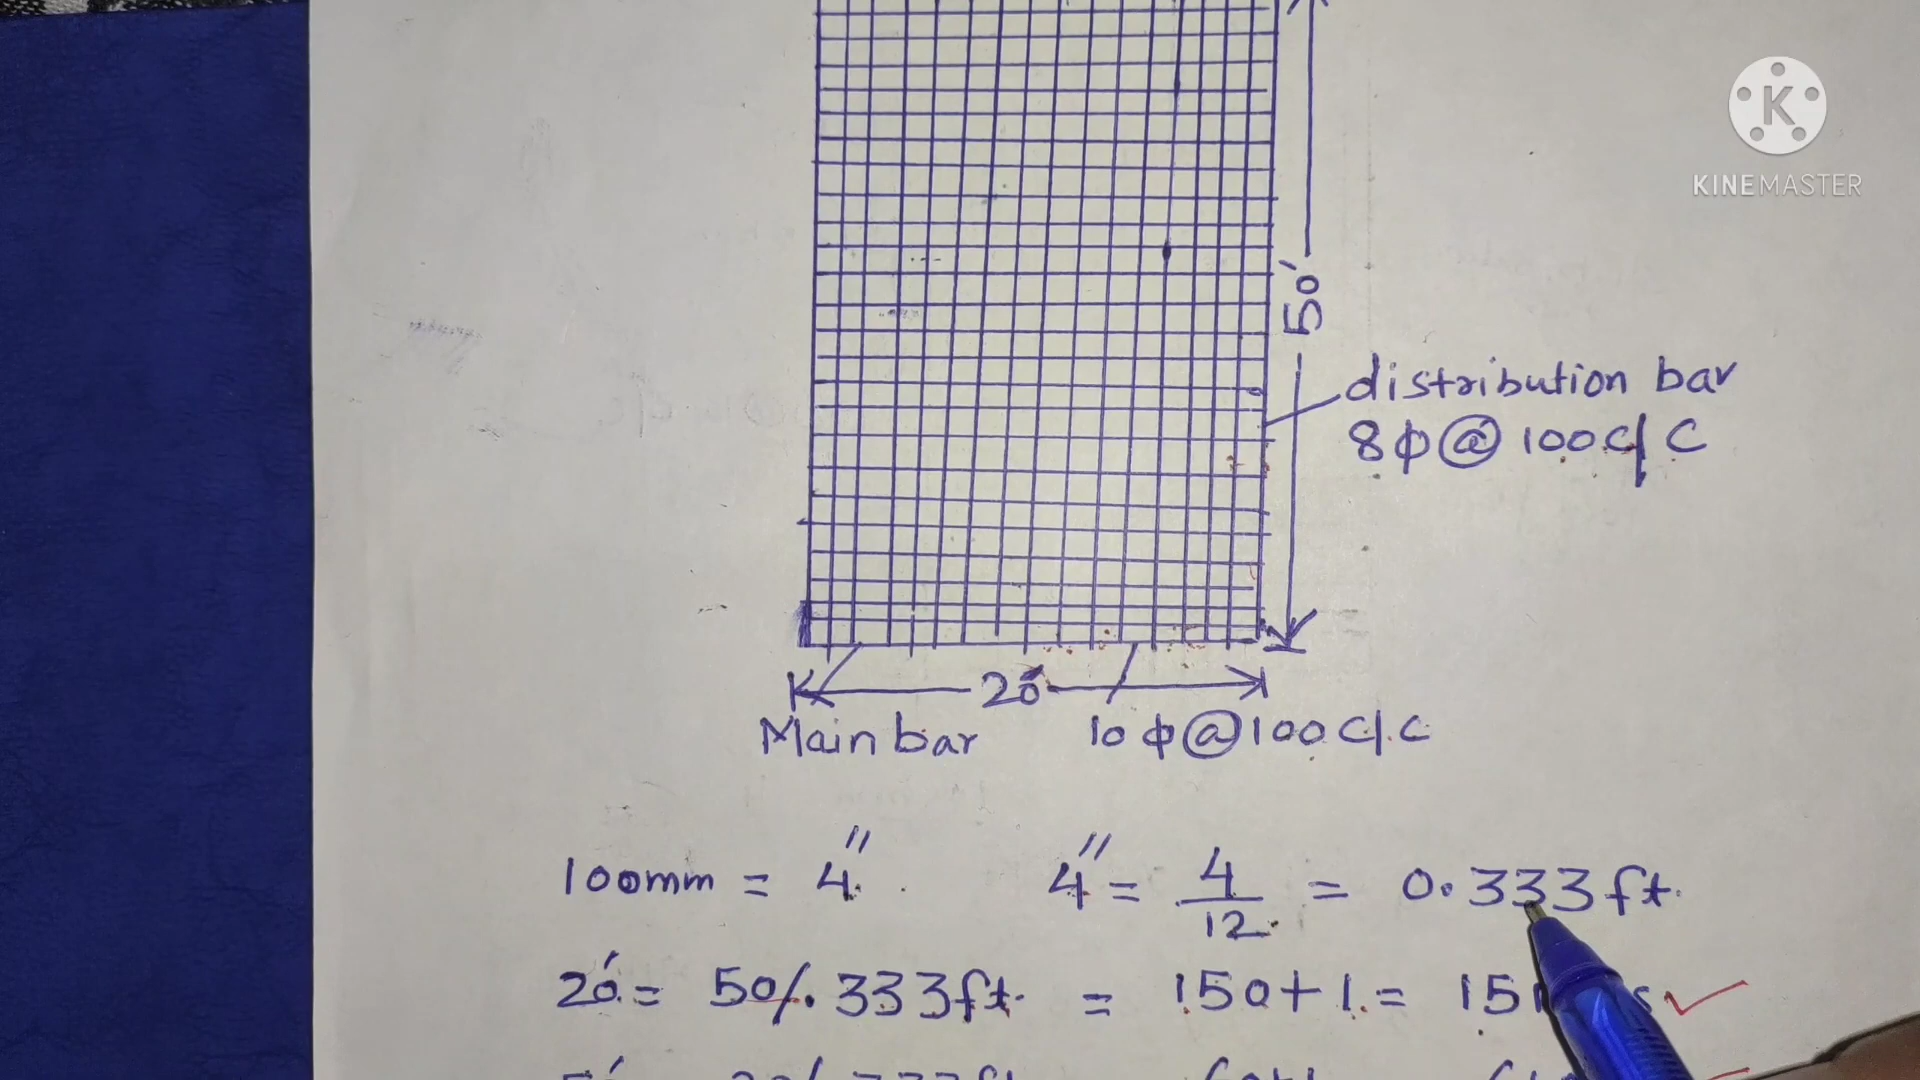 KINEMASTER
50'
distribution bar
8ϕ@ 100C/C
20'
Main bar 10ϕ@100C/C
100mm = 4" 4" = 4/12 = 0.333ft.
20' = 50/.333ft. = 150+1 =